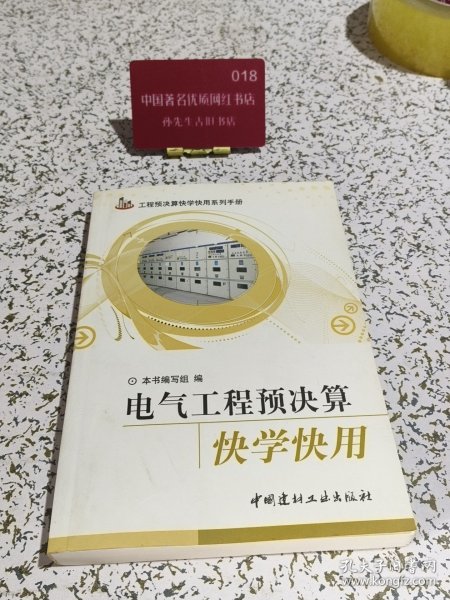 018
中国著名优质网红书店
孙先生古旧书店
工程预决算快学快用系列手册
本书编写组 编
电气工程预决算
快学快用
中国建材工业出版社
孔夫子旧书网
www.kongfz.com